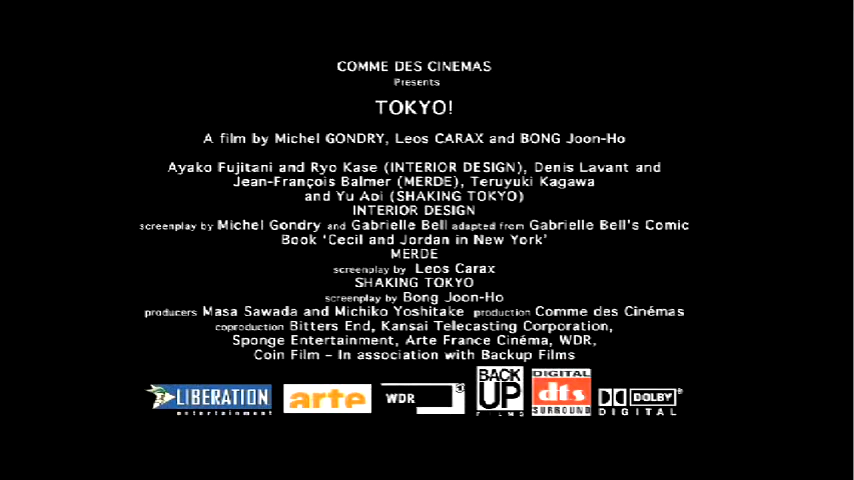 COMME DES CINEMAS
Presents
TOKYO!
A film by Michel GONDRY, Leos CARAX and BONG Joon-Ho
Ayako Fujitani and Ryo Kase (INTERIOR DESIGN), Denis Lavant and
Jean-François Balmer (MERDE), Teruyuki Kagawa
and Yu Aoi (SHAKING TOKYO)
INTERIOR DESIGN
screenplay by Michel Gondry and Gabrielle Bell adapted from Gabrielle Bell's Comic
Book 'Cecil and Jordan in New York'
MERDE
screenplay by Leos Carax
SHAKING TOKYO
screenplay by Bong Joon-Ho
producers Masa Sawada and Michiko Yoshitake production Comme des Cinémas
coproduction Bitters End, Kansai Telecasting Corporation,
Sponge Entertainment, Arte France Cinéma, WDR,
Coin Film – In association with Backup Films
LIBERATION
entertainment
arte
WDR
BACK
UP
FILMS
DIGITAL
dts
SURROUND
DOLBY
DIGITAL